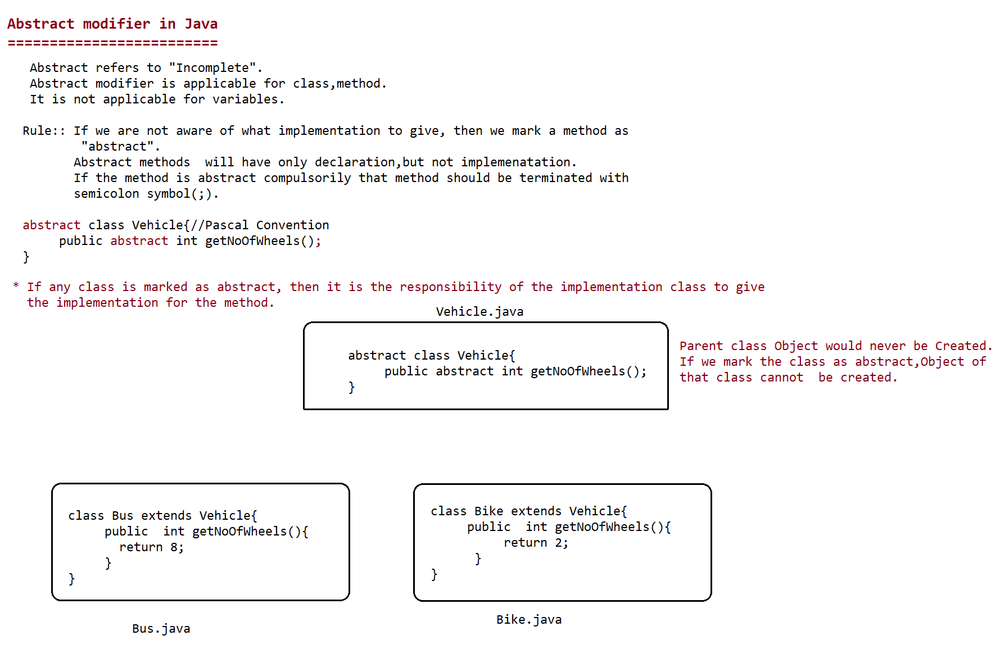 Abstract modifier in Java
=========================
Abstract refers to "Incomplete".
Abstract modifier is applicable for class,method.
It is not applicable for variables.
Rule:: If we are not aware of what implementation to give, then we mark a method as
"abstract".
Abstract methods  will have only declaration,but not implemenatation.
If the method is abstract compulsorily that method should be terminated with
semicolon symbol(;).
abstract class Vehicle{//Pascal Convention
public abstract int getNoOfWheels();
}
* If any class is marked as abstract, then it is the responsibility of the implementation class to give
the implementation for the method.
Vehicle.java
abstract class Vehicle{
public abstract int getNoOfWheels();
}
Parent class Object would never be Created.
If we mark the class as abstract,Object of
that class cannot  be created.
class Bus extends Vehicle{
public  int getNoOfWheels(){
return 8;
}
}
Bus.java
class Bike extends Vehicle{
public  int getNoOfWheels(){
return 2;
}
}
Bike.java